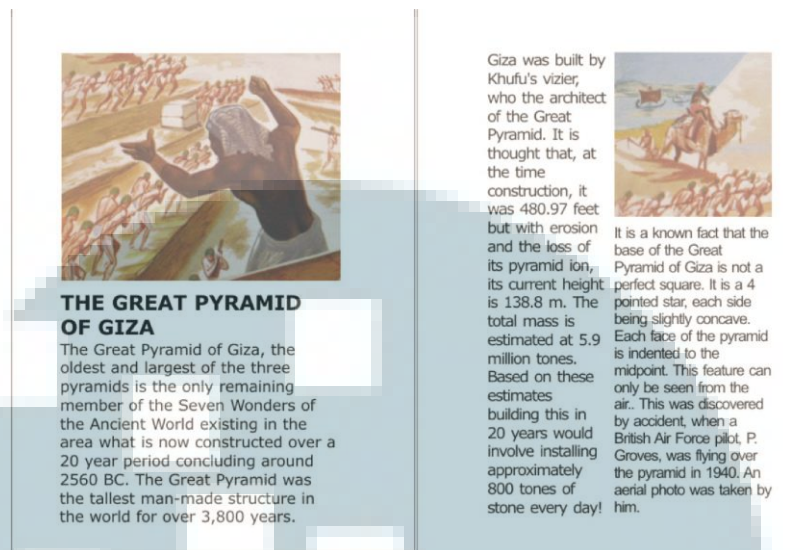 THE GREAT PYRAMID
OF GIZA
The Great Pyramid of Giza, the
oldest and largest of the three
pyramids is the only remaining
member of the Seven Wonders of
the Ancient World existing in the
area what is now constructed over a
20 year period concluding around
2560 BC. The Great Pyramid was
the tallest man-made structure in
the world for over 3,800 years.
Giza was built by
Khufu's vizier,
who the architect
of the Great
Pyramid. It is
thought that, at
the time
construction, it
was 480.97 feet
but with erosion
and the loss of
its pyramid ion,
its current height
is 138.8 m. The
total mass is
estimated at 5.9
million tones.
Based on these
estimates
building this in
20 years would
involve installing
approximately
800 tones of
stone every day!
It is a known fact that the
base of the Great
Pyramid of Giza is not a
perfect square. It is a 4
pointed star, each side
being slightly concave.
Each face of the pyramid
is indented to the
midpoint. This feature can
only be seen from the
air.. This was discovered
by accident, when a
British Air Force pilot, P.
Groves, was flying over
the pyramid in 1940. An
aerial photo was taken by
him.